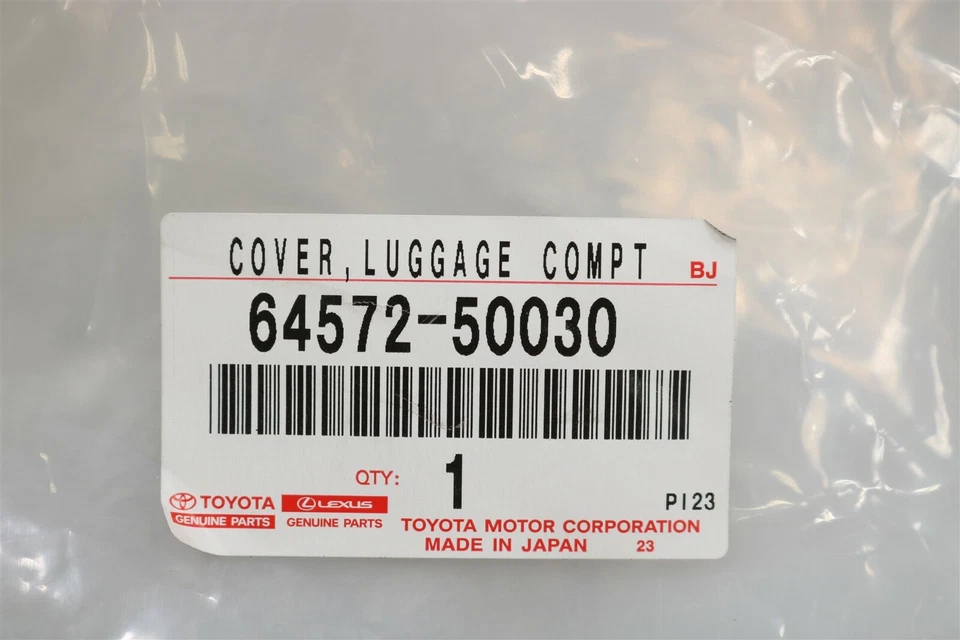 COVER,LUGGAGE COMPT BJ
64572-50030
QTY: 1
TOYOTA LEXUS PI23
GENUINE PARTS GENUINE PARTS TOYOTA MOTOR CORPORATION
MADE IN JAPAN 23